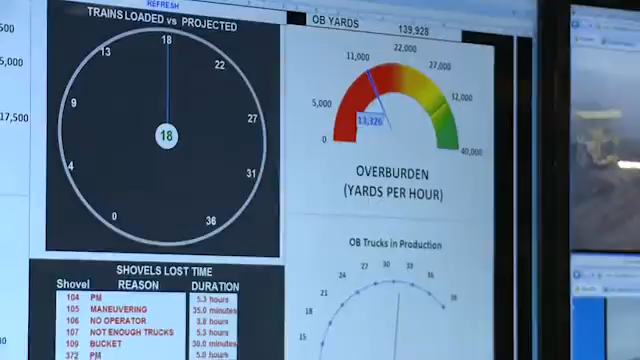 REFRESH
TRAINS LOADED vs PROJECTED
OB YARDS 139,928
500
5,000
17,500
18
13
22
9
27
4
31
0
36
18
11,000
22,000
27,000
5,000
32,000
13,326
0
40,000
OVERBURDEN
(YARDS PER HOUR)
SHOVELS LOST TIME
Shovel REASON DURATION
104 PM 5.3 hours
105 MANEUVERING 35.0 minutes
106 NO OPERATOR 3.8 hours
107 NOT ENOUGH TRUCKS 5.3 hours
109 BUCKET 30.0 minutes
372 PM 5.0 hours
OB Trucks in Production
30
27
33
24
36
21
38
18
15